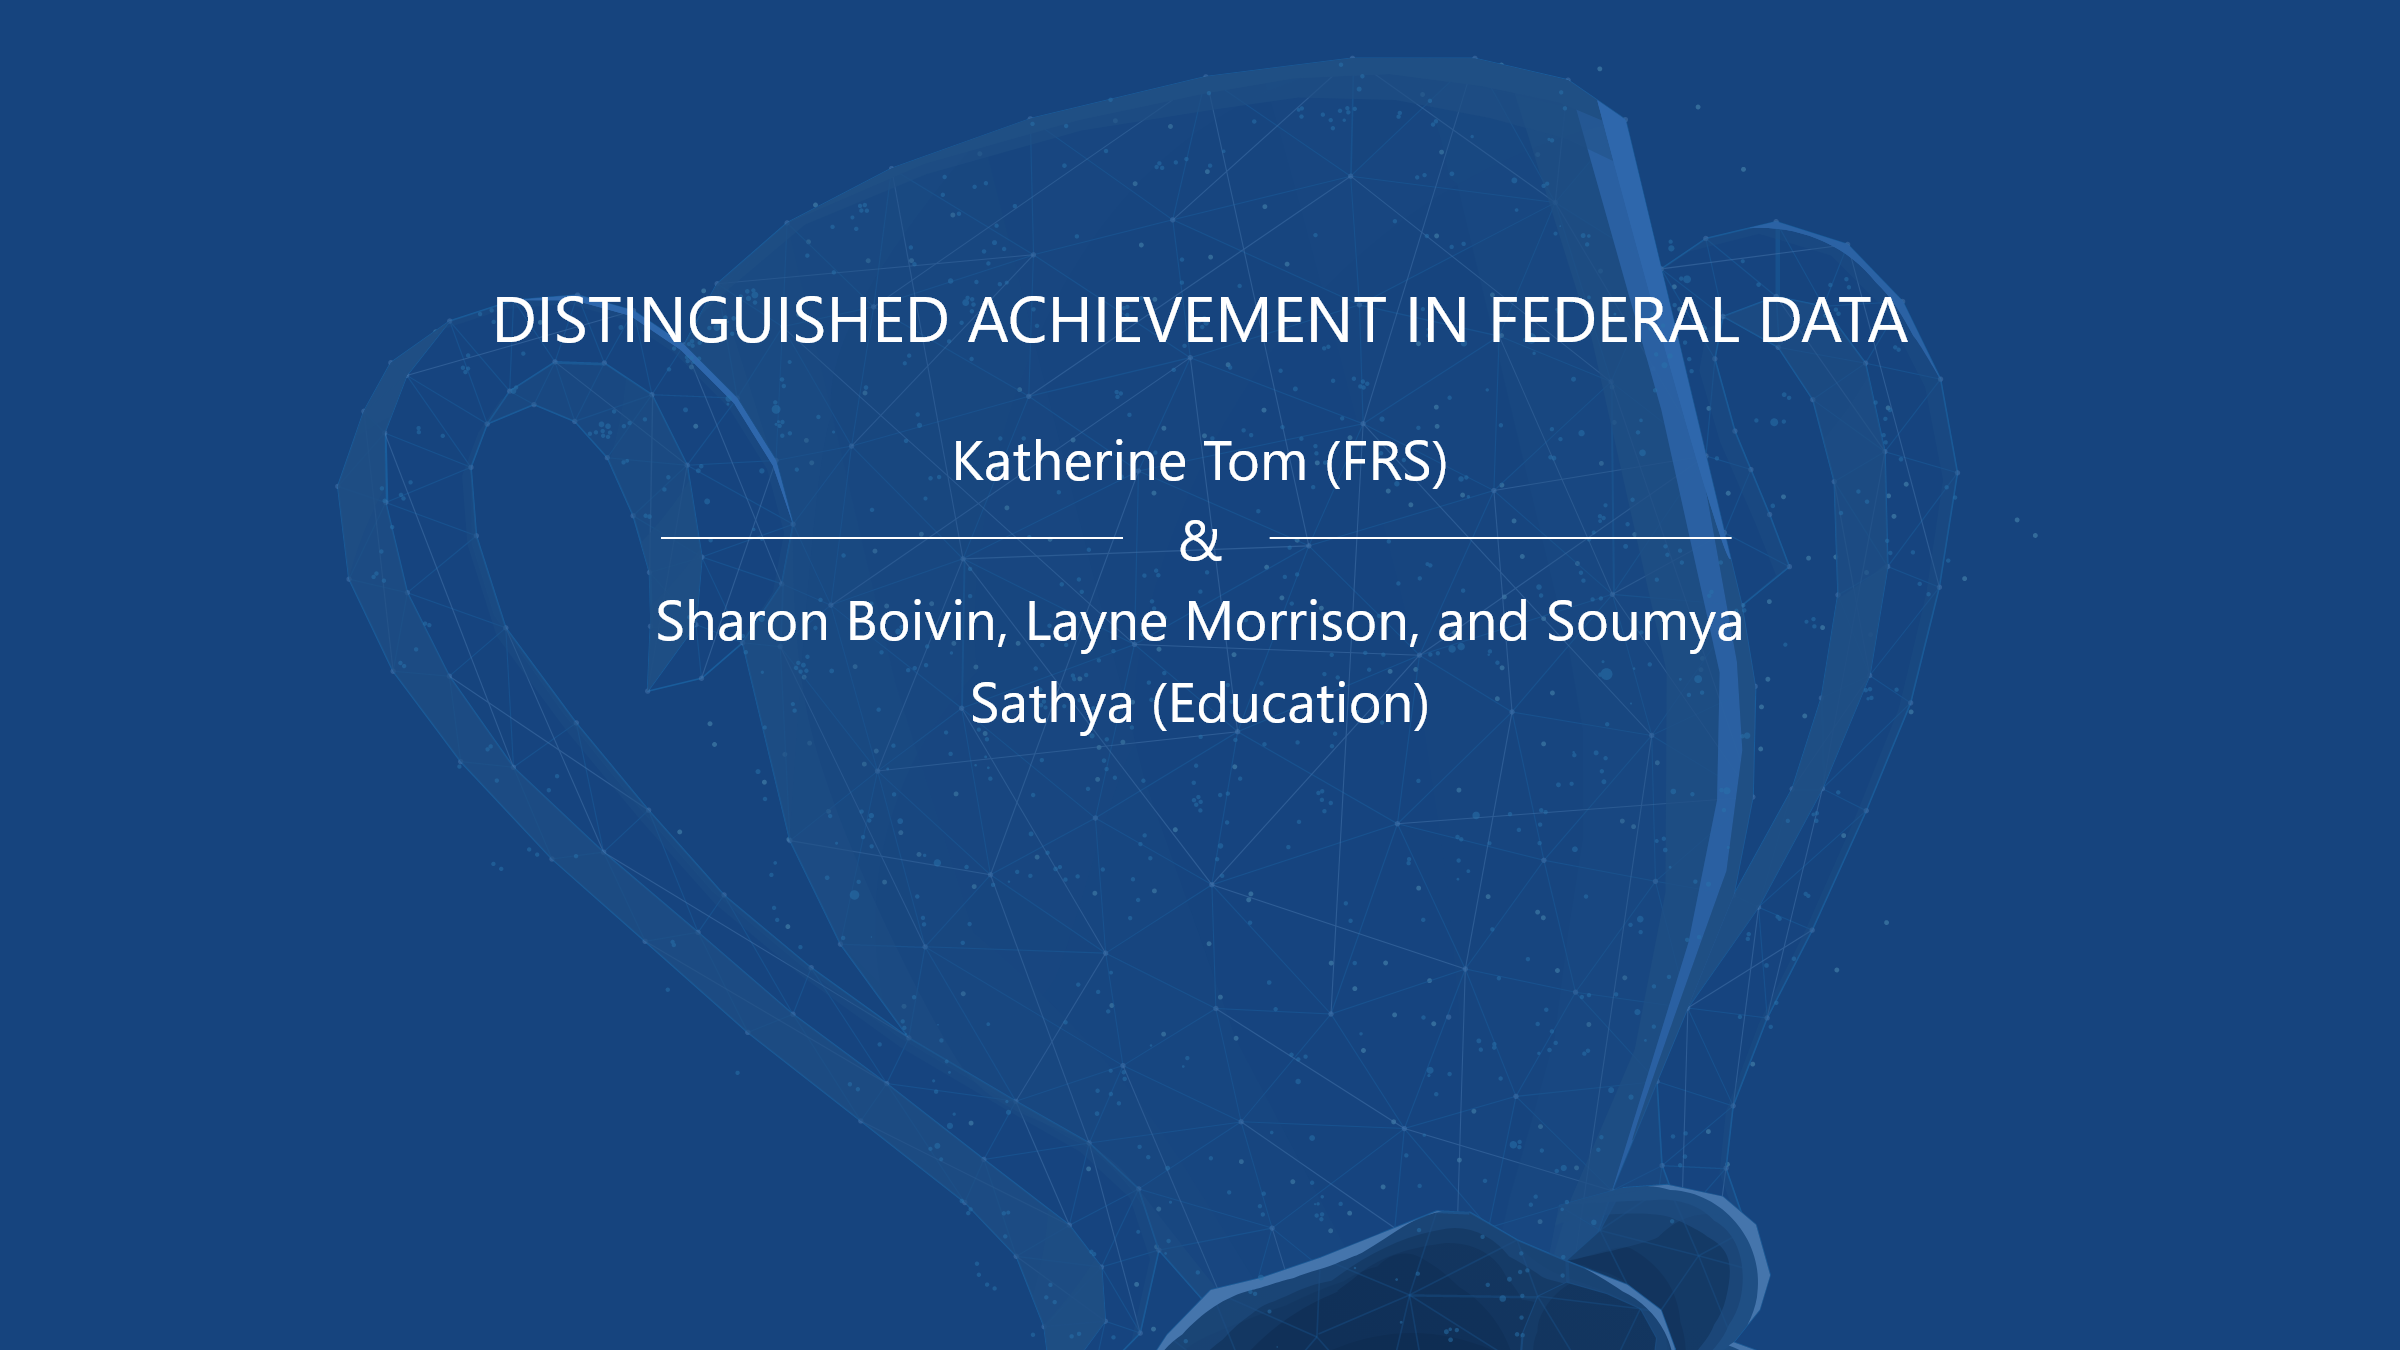 DISTINGUISHED ACHIEVEMENT IN FEDERAL DATA
Katherine Tom (FRS)
&
Sharon Boivin, Layne Morrison, and Soumya
Sathya (Education)